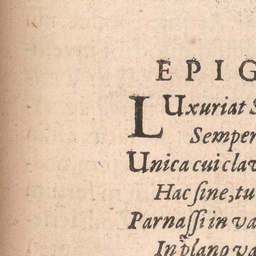 EPIG
LUxuriat S
Semper
Unica cui clav
Hac ſine, tu
Parnaſſi in va
In plano va